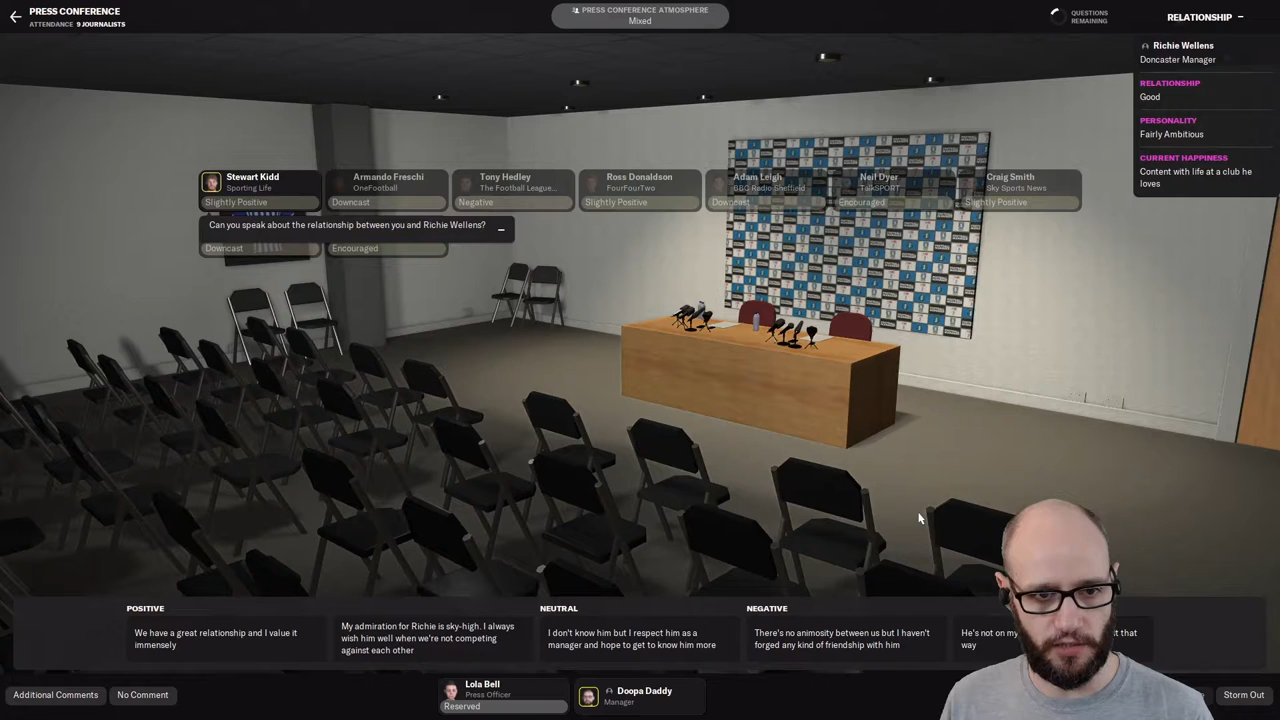 PRESS CONFERENCE
ATTENDANCE 9 JOURNALISTS
PRESS CONFERENCE ATMOSPHERE
Mixed
QUESTIONS
REMAINING
RELATIONSHIP
Richie Wellens
Doncaster Manager
RELATIONSHIP
Good
PERSONALITY
Fairly Ambitious
CURRENT HAPPINESS
Content with life at a club he
loves
Stewart Kidd
Sporting Life
Slightly Positive
Armando Freschi
OneFootball
Downcast
Tony Hedley
The Football League...
Negative
Ross Donaldson
FourFourTwo
Slightly Positive
Adam Leigh
BBC Radio Sheffield
Downcast
Neil Dyer
TalkSPORT
Encouraged
Craig Smith
Sky Sports News
Slightly Positive
Can you speak about the relationship between you and Richie Wellens?
Downcast
Encouraged
POSITIVE
We have a great relationship and I value it
immensely
My admiration for Richie is sky-high. I always
wish him well when we're not competing
against each other
NEUTRAL
I don't know him but I respect him as a
manager and hope to get to know him more
NEGATIVE
There's no animosity between us but I haven't
forged any kind of friendship with him
He's not on my
t that
way
Additional Comments
No Comment
Lola Bell
Press Officer
Reserved
Doopa Daddy
Manager
Storm Out